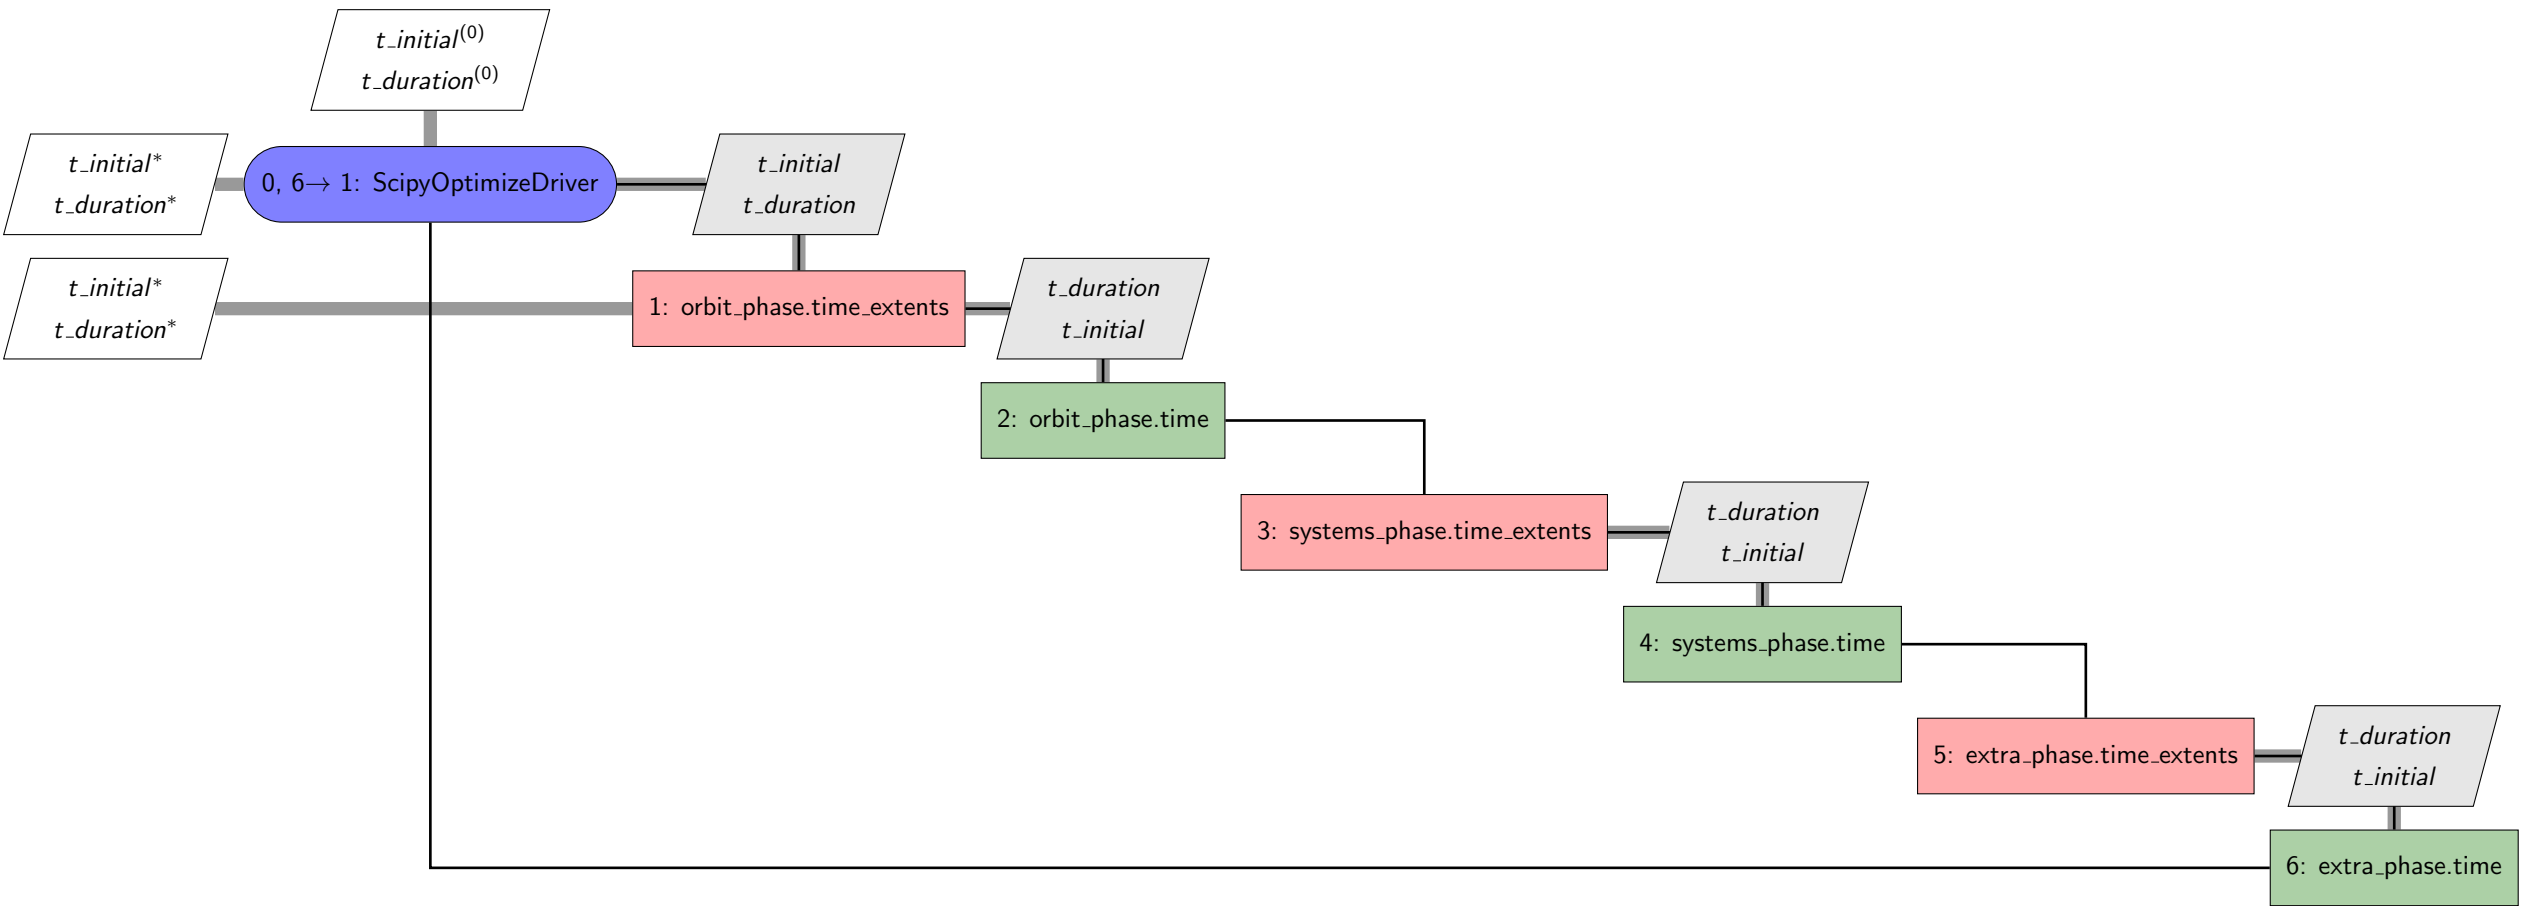 t_initial(0)
t_duration(0)
t_initial*
t_duration*
0, 6→ 1: ScipyOptimizeDriver
t_initial
t_duration
t_initial*
t_duration*
1: orbit_phase.time_extents
t_duration
t_initial
2: orbit_phase.time
3: systems_phase.time_extents
t_duration
t_initial
4: systems_phase.time
5: extra_phase.time_extents
t_duration
t_initial
6: extra_phase.time